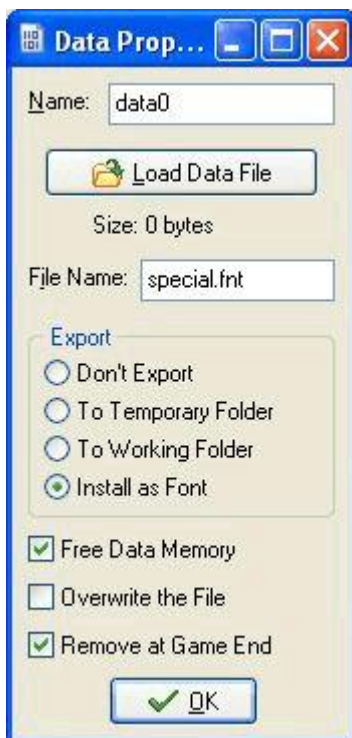 Data Prop...
Name: data0
Load Data File
Size: 0 bytes
File Name: special.fnt
Export
Don't Export
To Temporary Folder
To Working Folder
Install as Font
Free Data Memory
Overwrite the File
Remove at Game End
OK